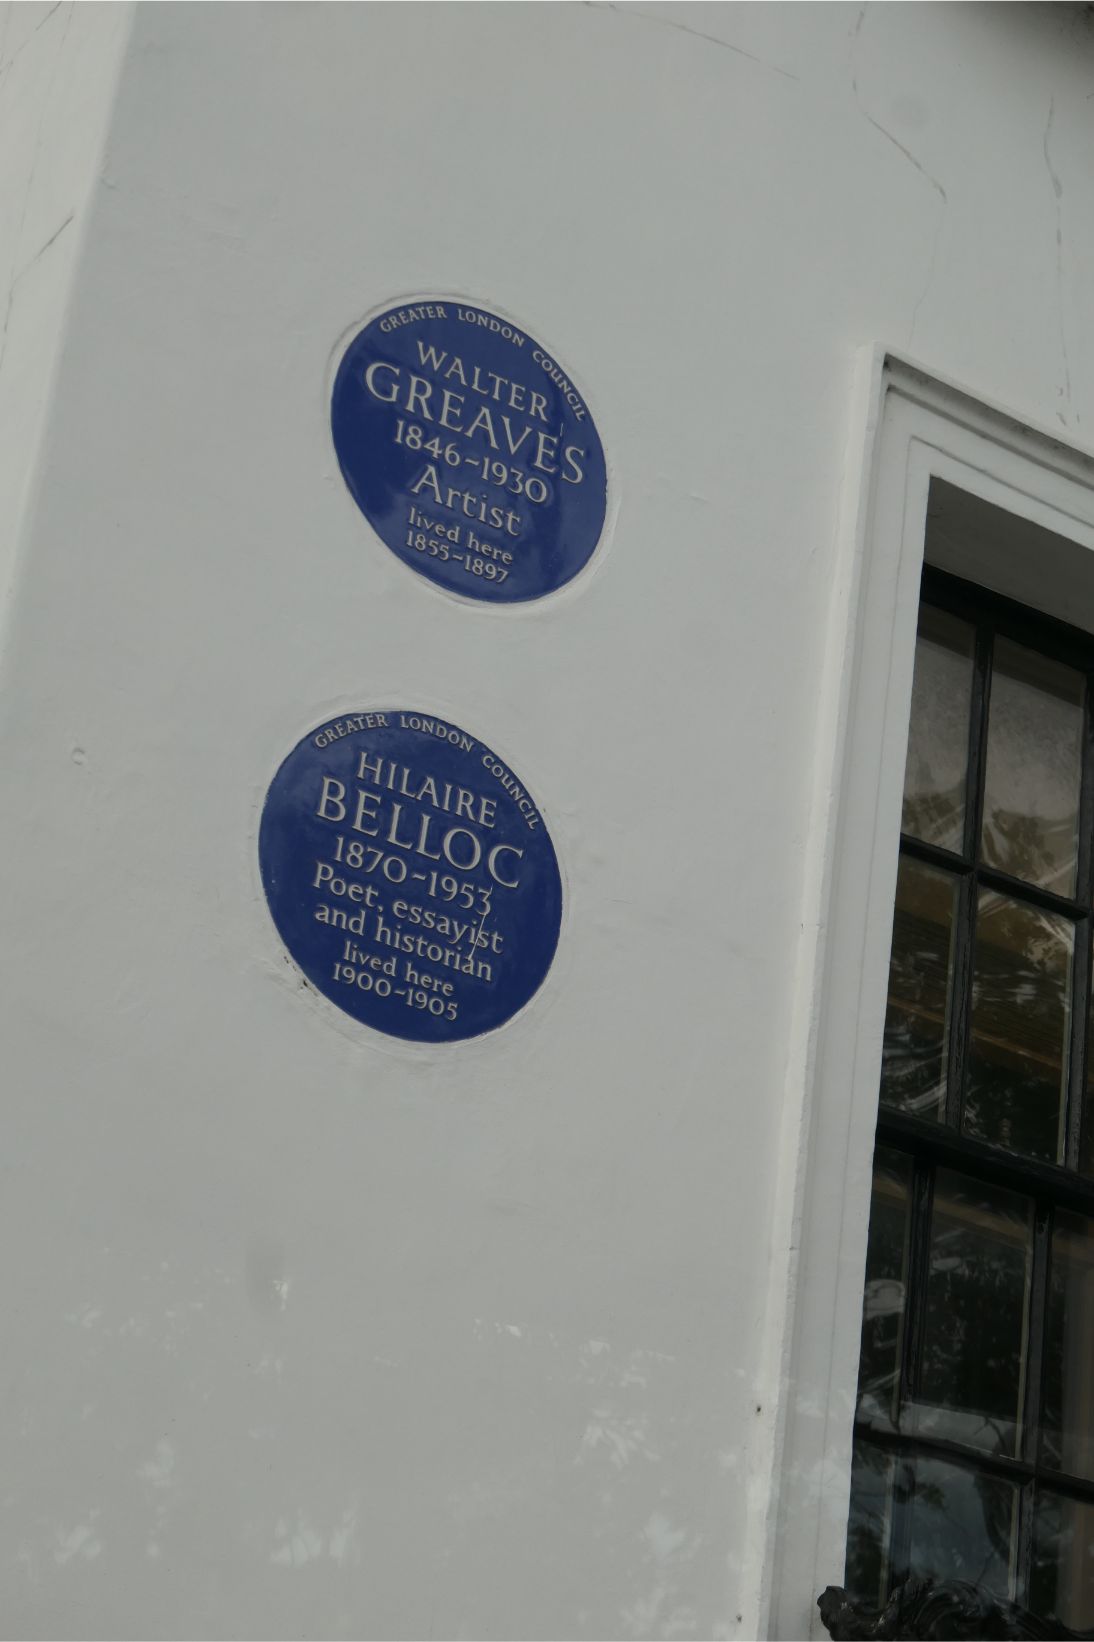 GREATER LONDON COUNCIL
WALTER
GREAVES
1846~1930
Artist
lived here
1855~1897
GREATER LONDON COUNCIL
HILAIRE
BELLOC
1870~1953
Poet, essayist
and historian
lived here
1900~1905